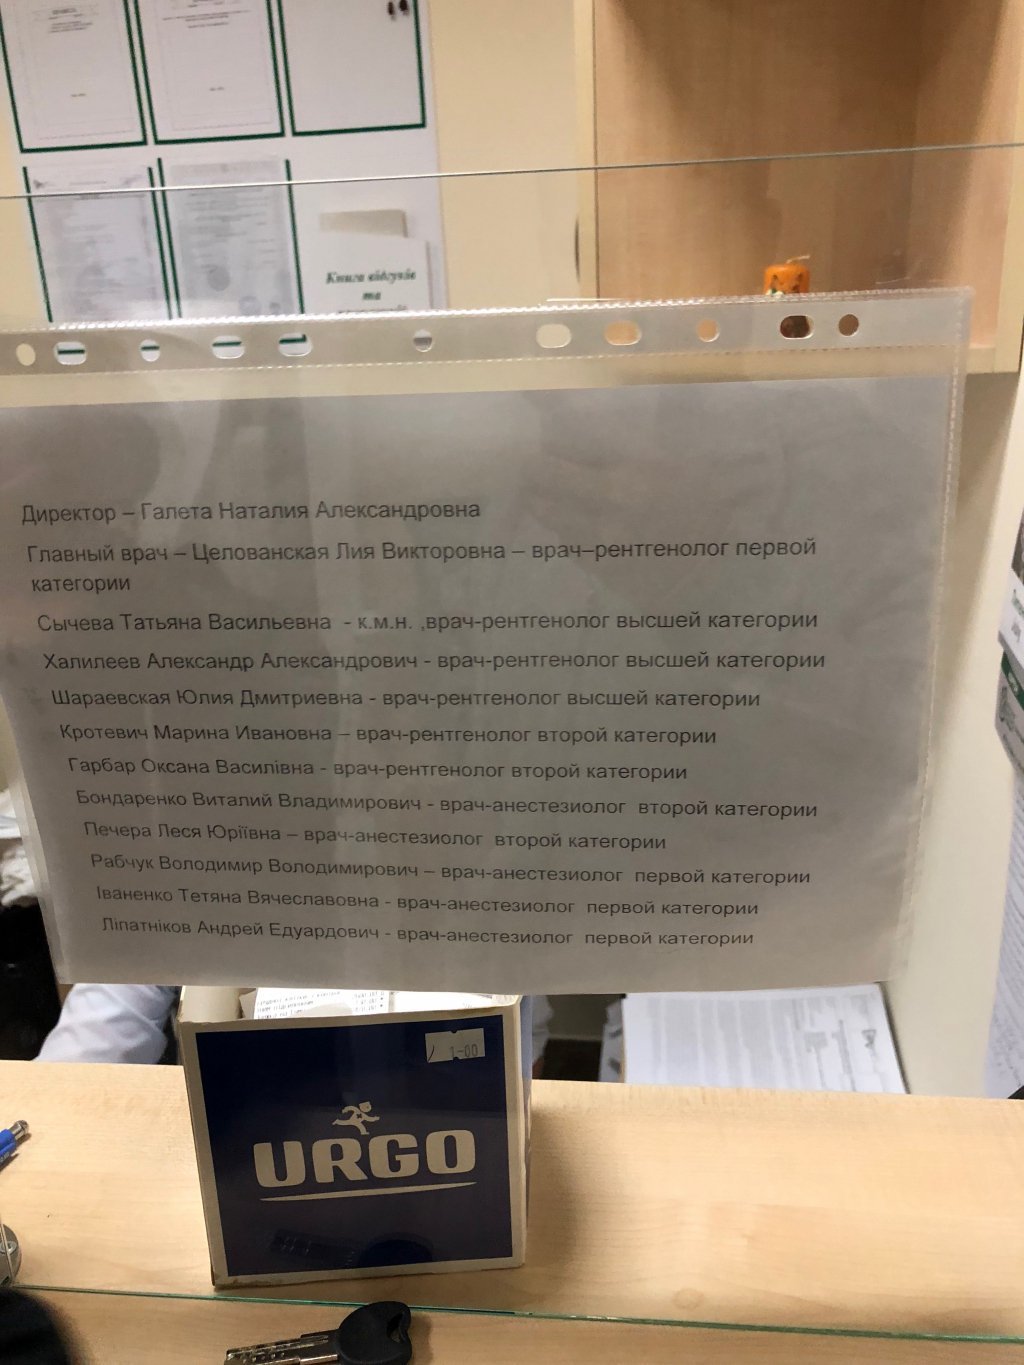 Книга відгуків
та
Директор – Галета Наталия Александровна
Главный врач – Целованская Лия Викторовна – врач–рентгенолог первой
категории
Сычева Татьяна Васильевна - к.м.н. ,врач-рентгенолог высшей категории
Халилеев Александр Александрович - врач-рентгенолог высшей категории
Шараевская Юлия Дмитриевна - врач-рентгенолог высшей категории
Кротевич Марина Ивановна – врач-рентгенолог второй категории
Гарбар Оксана Василівна - врач-рентгенолог второй категории
Бондаренко Виталий Владимирович - врач-анестезиолог второй категории
Печера Леся Юріївна – врач-анестезиолог второй категории
Рабчук Володимир Володимирович – врач-анестезиолог первой категории
Іваненко Тетяна Вячеславовна - врач-анестезиолог первой категории
Ліпатніков Андрей Едуардович - врач-анестезиолог первой категории
1-00
URGO